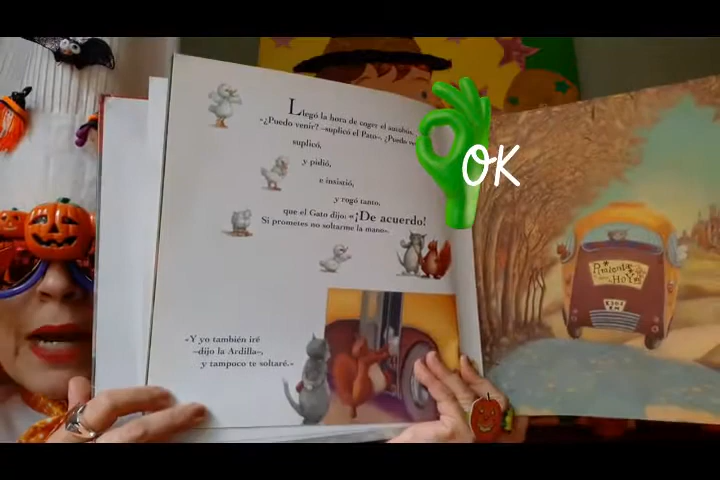 Llegó la hora de coger el autobús.
«¿Puedo venir? –suplicó el Pato–. ¿Puedo
suplicó,
y pidió,
e insistió,
y rogó tanto,
que el Gato dijo: «¡De acuerdo!
Si prometes no soltarme la mano».
«Y yo también iré
–dijo la Ardilla–,
y tampoco te soltaré.»
OK